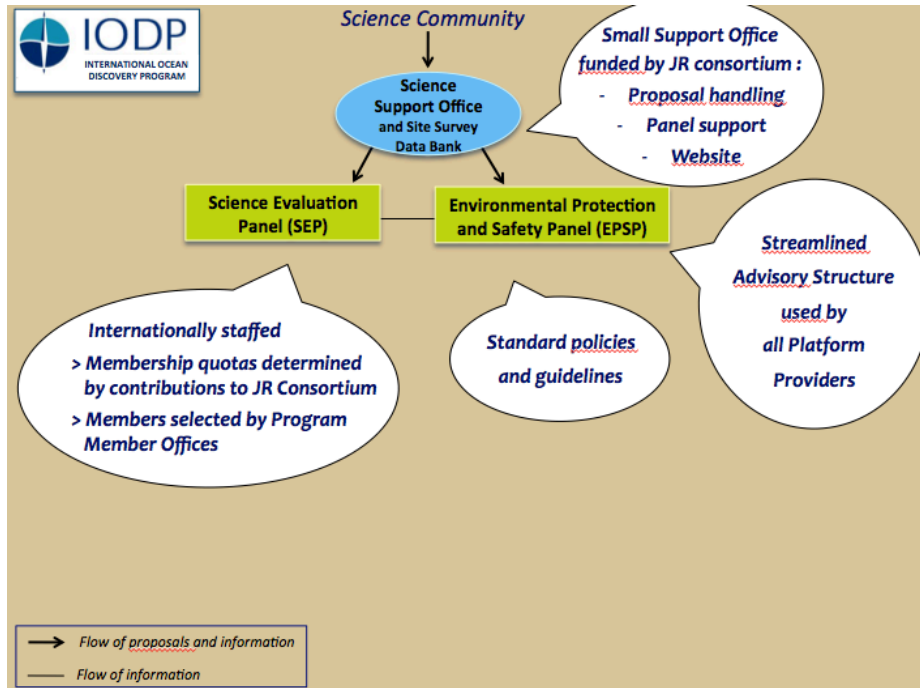 IODP
INTERNATIONAL OCEAN
DISCOVERY PROGRAM
Science Community
Science
Support Office
and Site Survey
Data Bank
Small Support Office
funded by JR consortium :
- Proposal handling
- Panel support
- Website
Science Evaluation
Panel (SEP)
Environmental Protection
and Safety Panel (EPSP)
Streamlined
Advisory Structure
used by
all Platform
Providers
Internationally staffed
> Membership quotas determined
by contributions to JR Consortium
> Members selected by Program
Member Offices
Standard policies
and guidelines
Flow of proposals and information
Flow of information